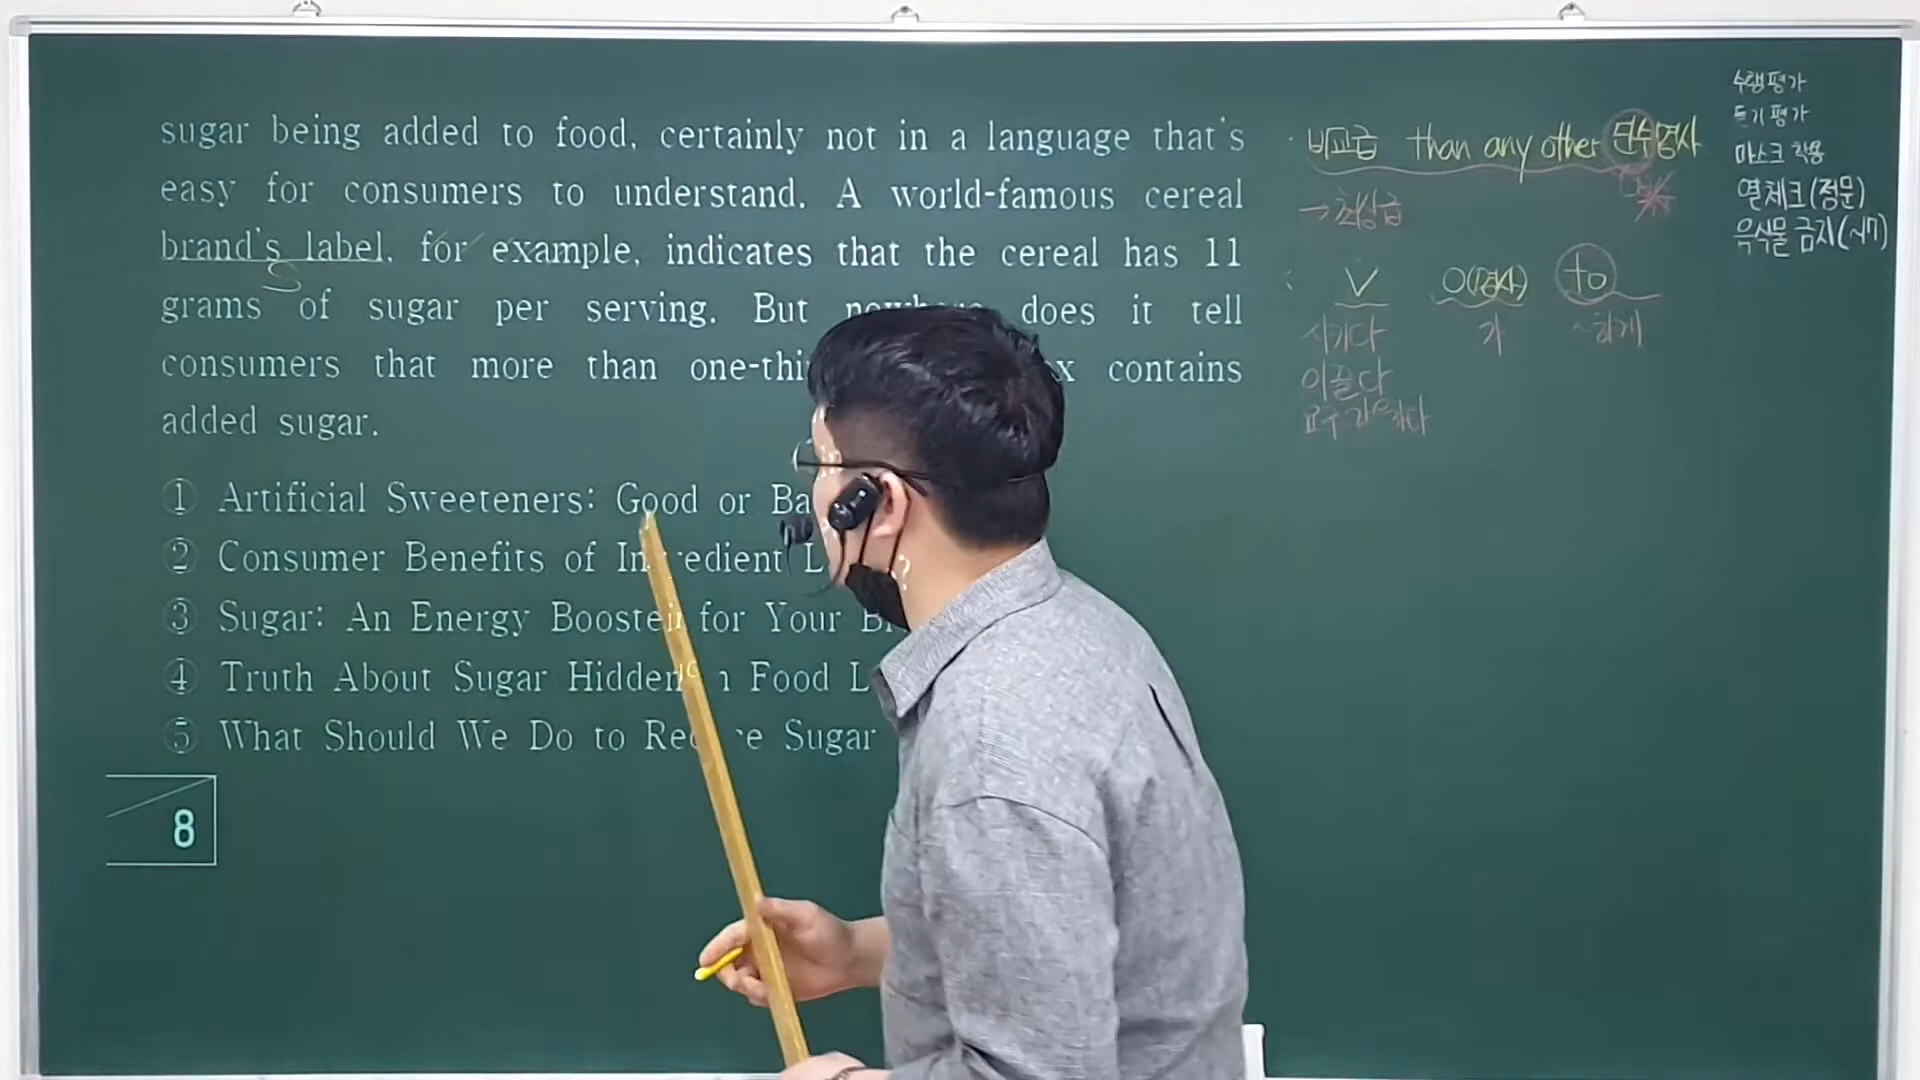 sugar being added to food, certainly not in a language that's
easy for consumers to understand. A world-famous cereal
brand's label, for example, indicates that the cereal has 11
grams of sugar per serving. But nowhere does it tell
consumers that more than one-thi x contains
added sugar.
① Artificial Sweeteners: Good or Ba
② Consumer Benefits of Ingredient L
③ Sugar: An Energy Booster for Your B
④ Truth About Sugar Hidden in Food L
⑤ What Should We Do to Reduce Sugar
8
비교급 than any other 단수명사
→ 최상급
V O(명사) to
시키다 가 ~하게
이끌다
요구
S
수행평가
듣기평가
마스크 착용
열체크(정문)
음식물 금지(~17)